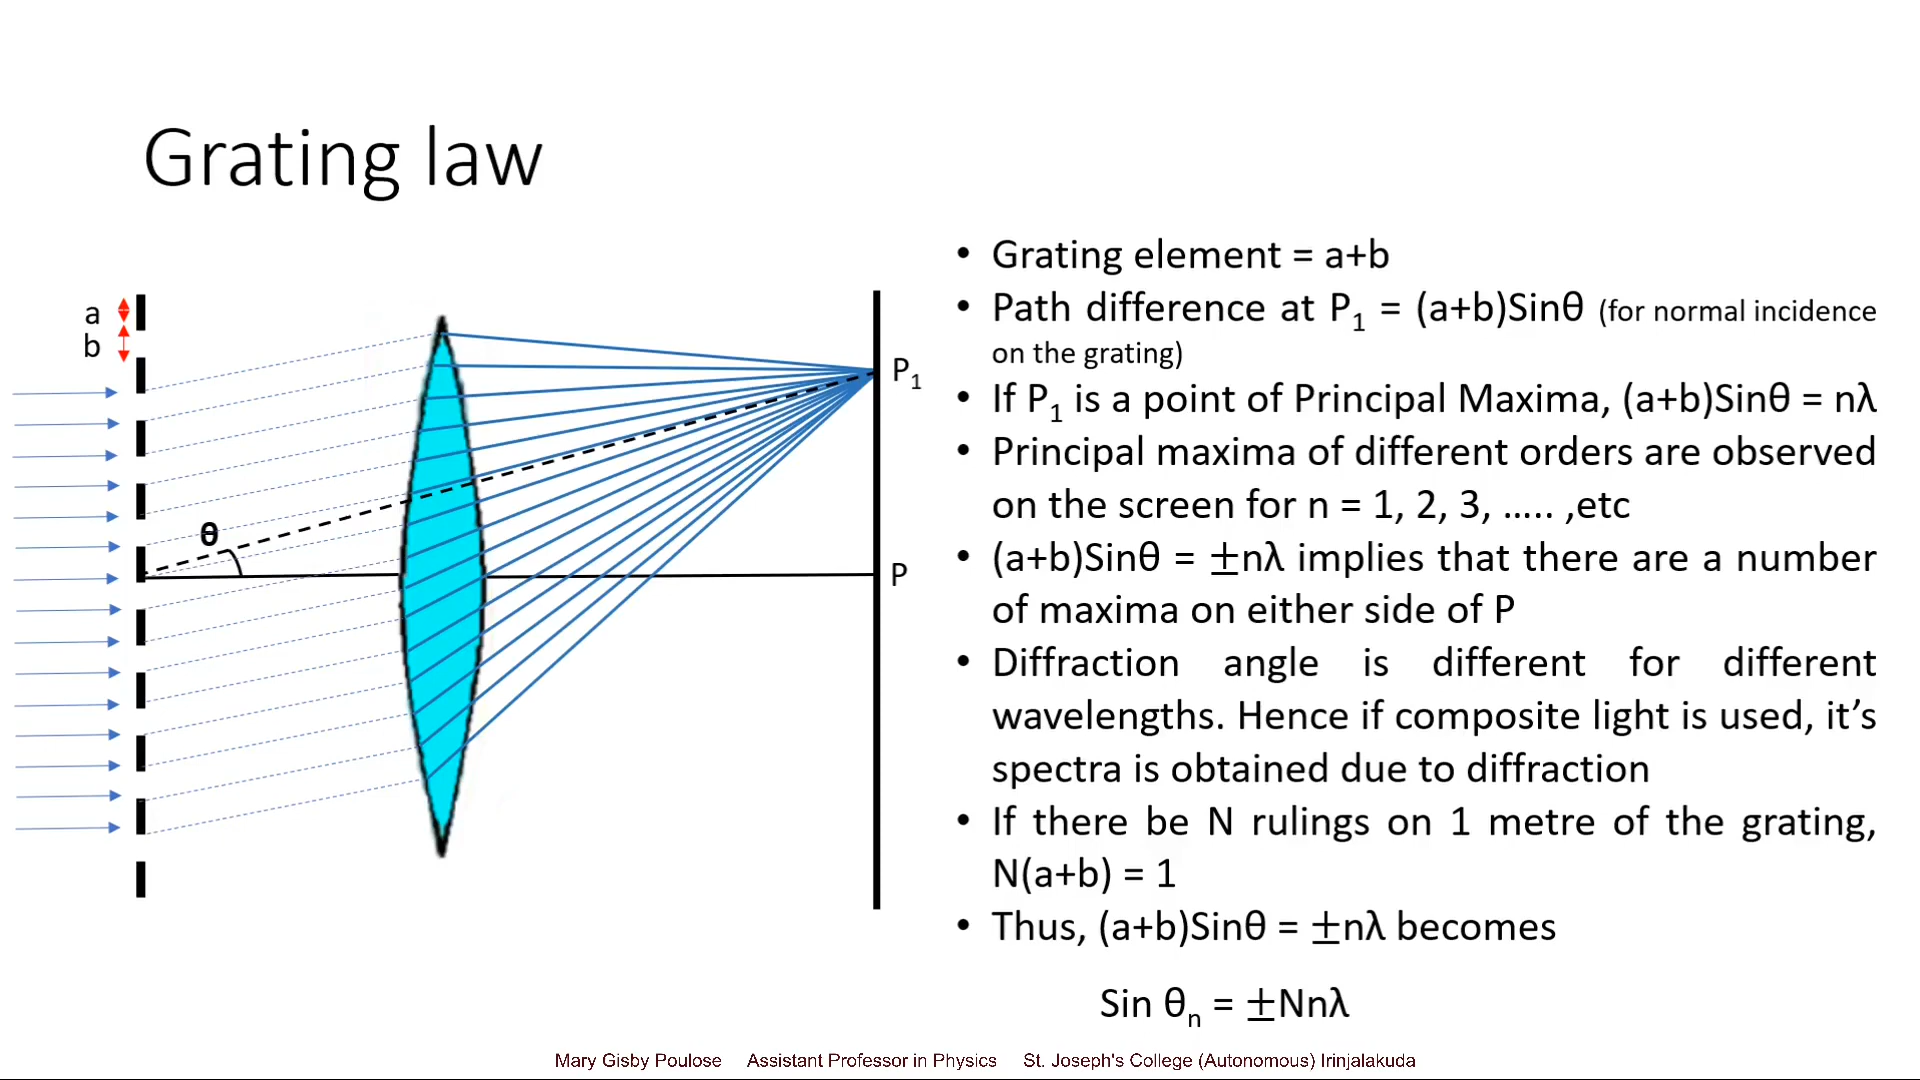 Grating law
a
b
θ
P1
P
• Grating element = a+b
• Path difference at P1 = (a+b)Sinθ (for normal incidence
on the grating)
• If P1 is a point of Principal Maxima, (a+b)Sinθ = nλ
• Principal maxima of different orders are observed
on the screen for n = 1, 2, 3, ..... ,etc
• (a+b)Sinθ = ±nλ implies that there are a number
of maxima on either side of P
• Diffraction angle is different for different
wavelengths. Hence if composite light is used, it’s
spectra is obtained due to diffraction
• If there be N rulings on 1 metre of the grating,
N(a+b) = 1
• Thus, (a+b)Sinθ = ±nλ becomes
Sin θn = ±Nnλ
Mary Gisby Poulose Assistant Professor in Physics St. Joseph's College (Autonomous) Irinjalakuda